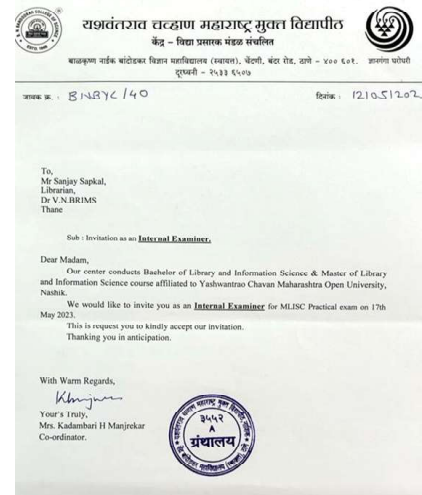 यशवंतराव चव्हाण महाराष्ट्र मुक्त विद्यापीठ
केंद्र – विद्या प्रसारक मंडळ संचलित
बाळकृष्ण नाईक बांदोडकर विज्ञान महाविद्यालय (स्वायत्त), चेंदणी, बंदर रोड, ठाणे - ४०० ६०१.
ज्ञानगंगा घरोघरी
दूरध्वनी - २५३३ ६५०७
जावक क्र. : BNBYC/40 दिनांक: 12/05/202
To,
Mr Sanjay Sapkal,
Librarian,
Dr V.N.BRIMS
Thane
Sub : Invitation as an Internal Examiner.
Dear Madam,
Our center conducts Bachelor of Library and Information Science & Master of Library
and Information Science course affiliated to Yashwantrao Chavan Maharashtra Open University,
Nashik.
We would like to invite you as an Internal Examiner for MLISC Practical exam on 17th
May 2023.
This is request you to kindly accept our invitation.
Thanking you in anticipation.
With Warm Regards,
Your's Truly,
Mrs. Kadambari H Manjrekar
Co-ordinator.
३५५२
A
ग्रंथालय